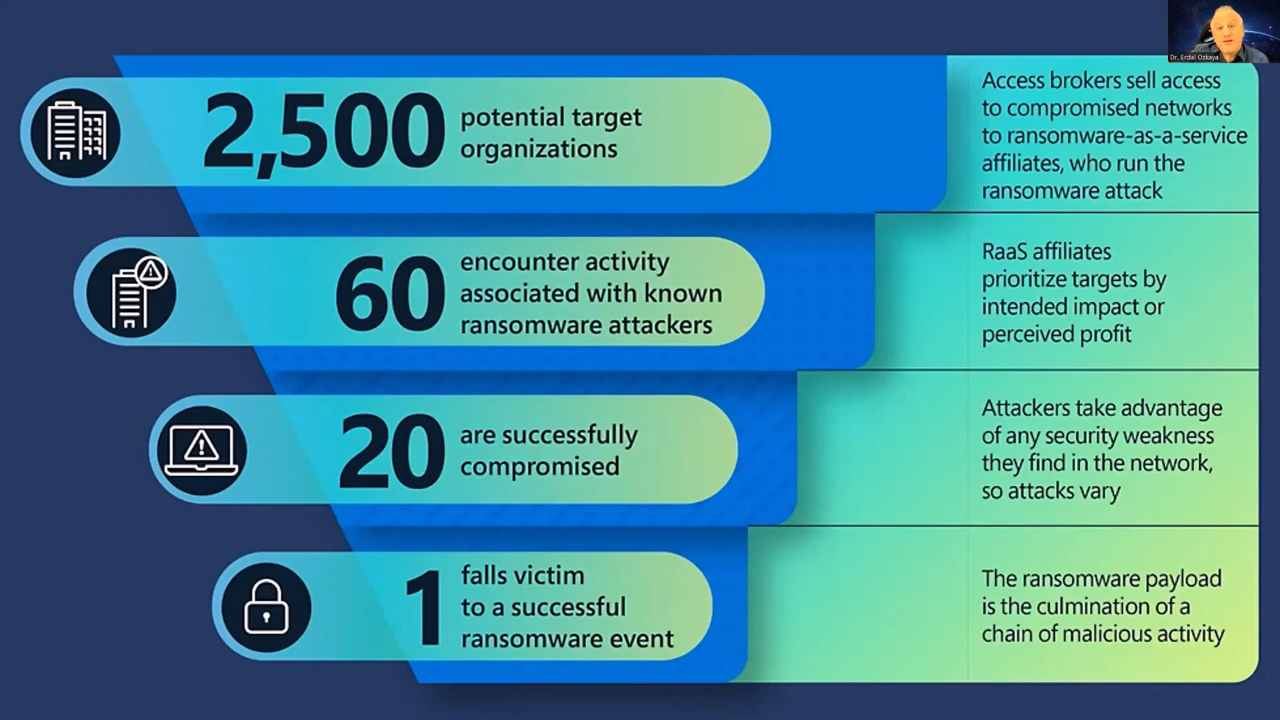 Dr. Erdal Ozkaya
2,500
potential target
organizations
Access brokers sell access
to compromised networks
to ransomware-as-a-service
affiliates, who run the
ransomware attack
60
encounter activity
associated with known
ransomware attackers
RaaS affiliates
prioritize targets by
intended impact or
perceived profit
20
are successfully
compromised
Attackers take advantage
of any security weakness
they find in the network,
so attacks vary
1
falls victim
to a successful
ransomware event
The ransomware payload
is the culmination of a
chain of malicious activity